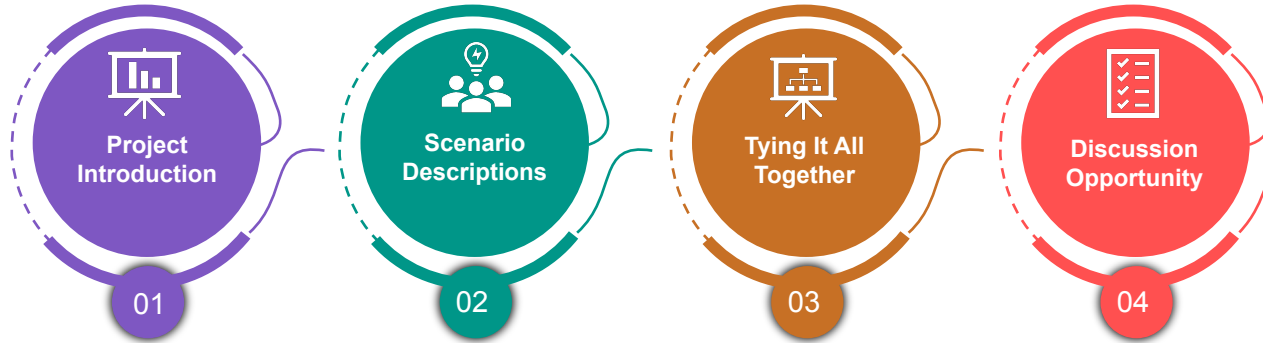 Project
Introduction
01
Scenario
Descriptions
02
Tying It All
Together
03
Discussion
Opportunity
04